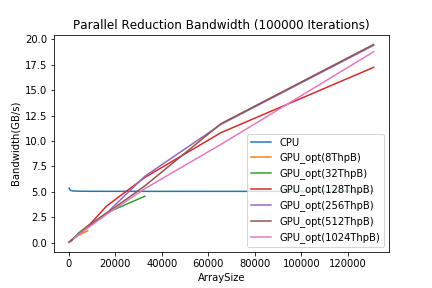 Parallel Reduction Bandwidth (100000 Iterations)
20.0
17.5
15.0
12.5
10.0
7.5
5.0
2.5
0.0
Bandwidth(GB/s)
CPU
GPU_opt(8ThpB)
GPU_opt(32ThpB)
GPU_opt(128ThpB)
GPU_opt(256ThpB)
GPU_opt(512ThpB)
GPU_opt(1024ThpB)
0 20000 40000 60000 80000 100000 120000
ArraySize